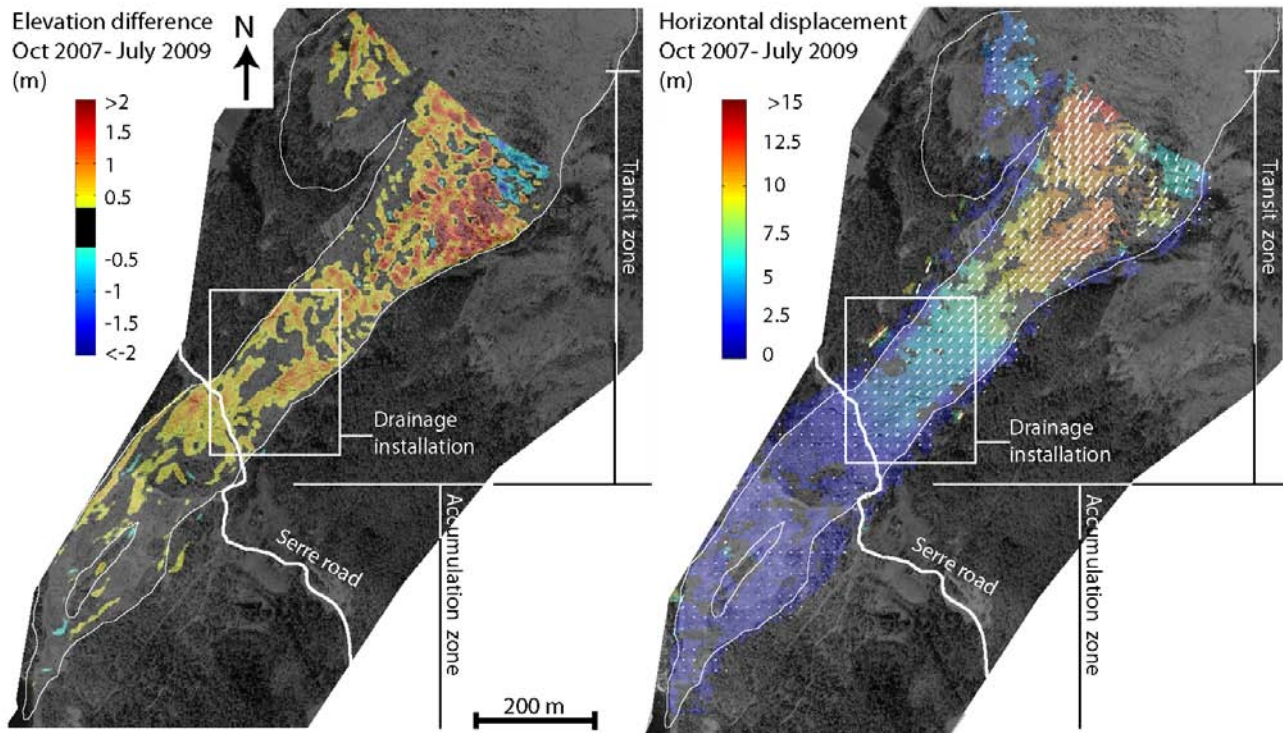 Elevation difference
Oct 2007- July 2009
(m)
N
>2
1.5
1
0.5
-0.5
-1
-1.5
<-2
Transit zone
Drainage
installation
Accumulation zone
Serre road
200 m
Horizontal displacement
Oct 2007- July 2009
(m)
>15
12.5
10
7.5
5
2.5
0
Transit zone
Drainage
installation
Accumulation zone
Serre road